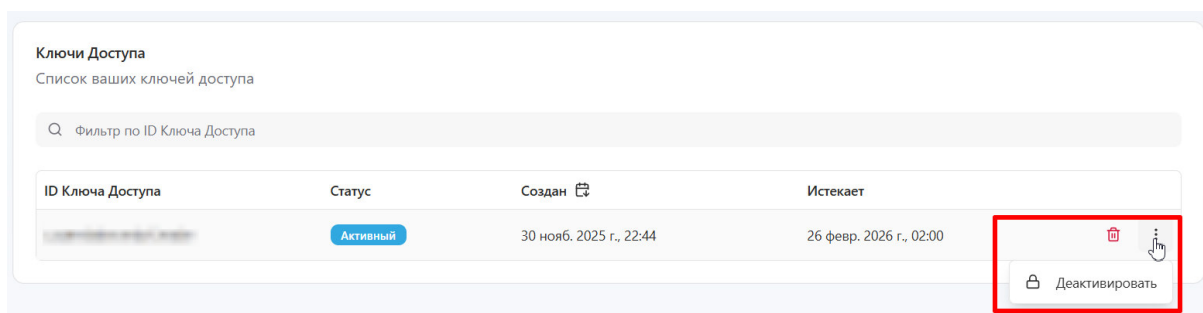 Ключи Доступа
Список ваших ключей доступа
Фильтр по ID Ключа Доступа
ID Ключа Доступа Статус Создан Истекает
Активный 30 нояб. 2025 г., 22:44 26 февр. 2026 г., 02:00
Деактивировать